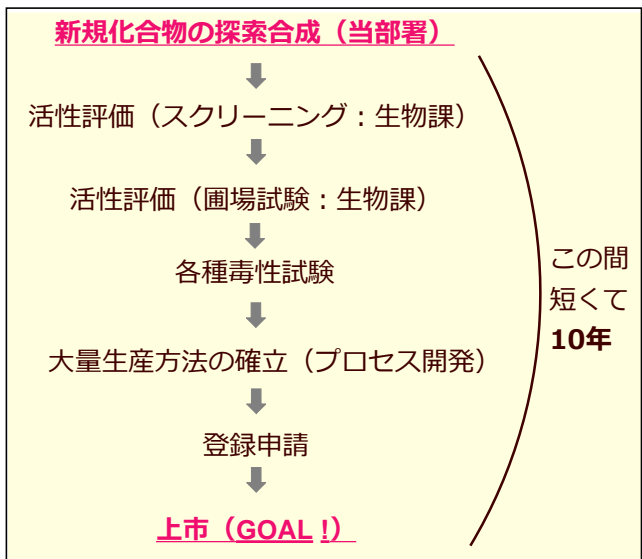 新規化合物の探索合成（当部署）
活性評価（スクリーニング：生物課）
活性評価（圃場試験：生物課）
各種毒性試験
大量生産方法の確立（プロセス開発）
登録申請
上市（GOAL !）
この間
短くて
10年